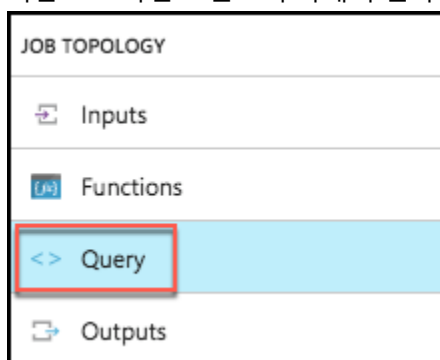 JOB TOPOLOGY
Inputs
Functions
<> Query
Outputs